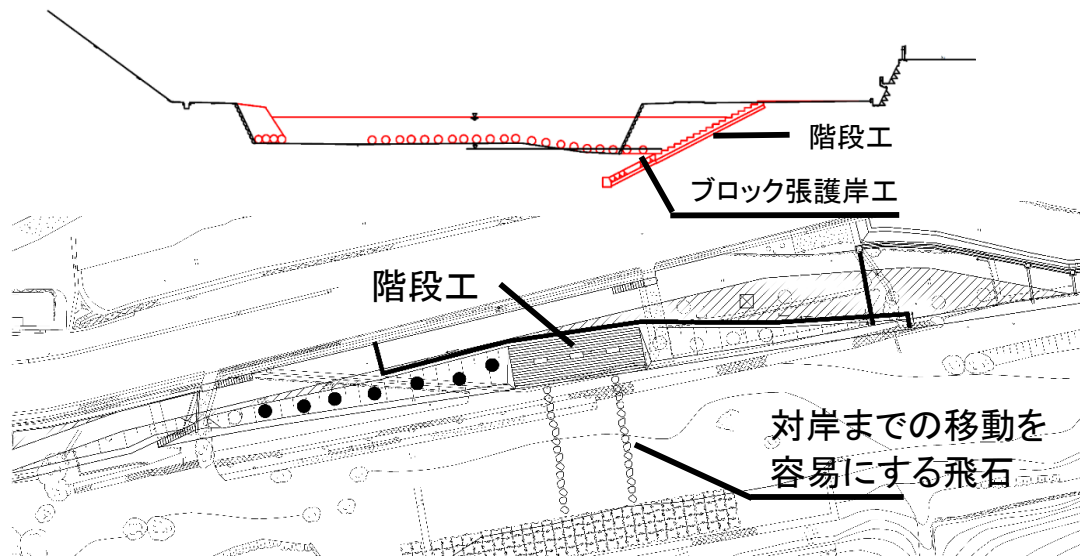 階段工
ブロック張護岸工
階段工
対岸までの移動を
容易にする飛石